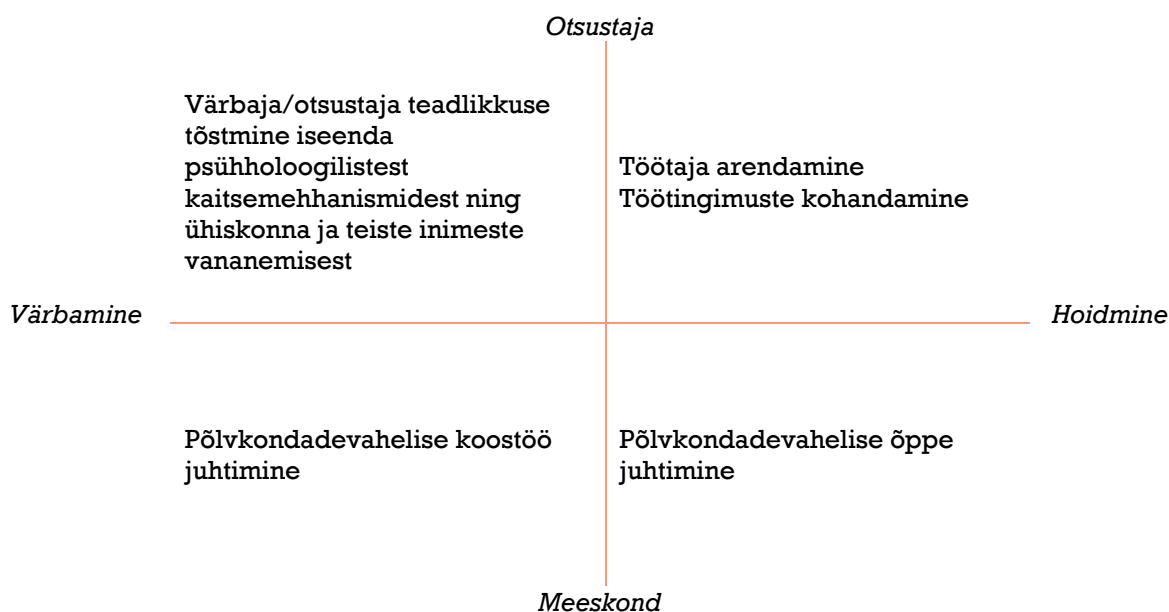 Otsustaja
Värbaja/otsustaja teadlikkuse
tõstmine iseenda
psühholoogilistest
kaitsemehhanismidest ning
ühiskonna ja teiste inimeste
vananemisest
Töötaja arendamine
Töötingimuste kohandamine
Värbamine
Hoidmine
Põlvkondadevahelise koostöö
juhtimine
Põlvkondadevahelise õppe
juhtimine
Meeskond